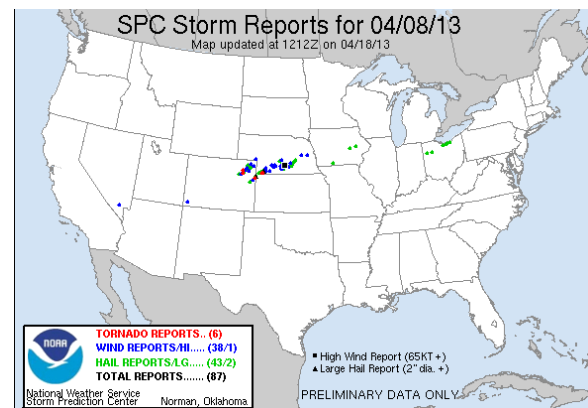 SPC Storm Reports for 04/08/13
Map updated at 1212Z on 04/18/13
NOAA
TORNADO REPORTS.. (6)
WIND REPORTS/HI..... (38/1)
HAIL REPORTS/LG..... (43/2)
TOTAL REPORTS....... (87)
National Weather Service
Storm Prediction Center Norman, Oklahoma
High Wind Report (65KT +)
Large Hail Report (2" dia. +)
PRELIMINARY DATA ONLY